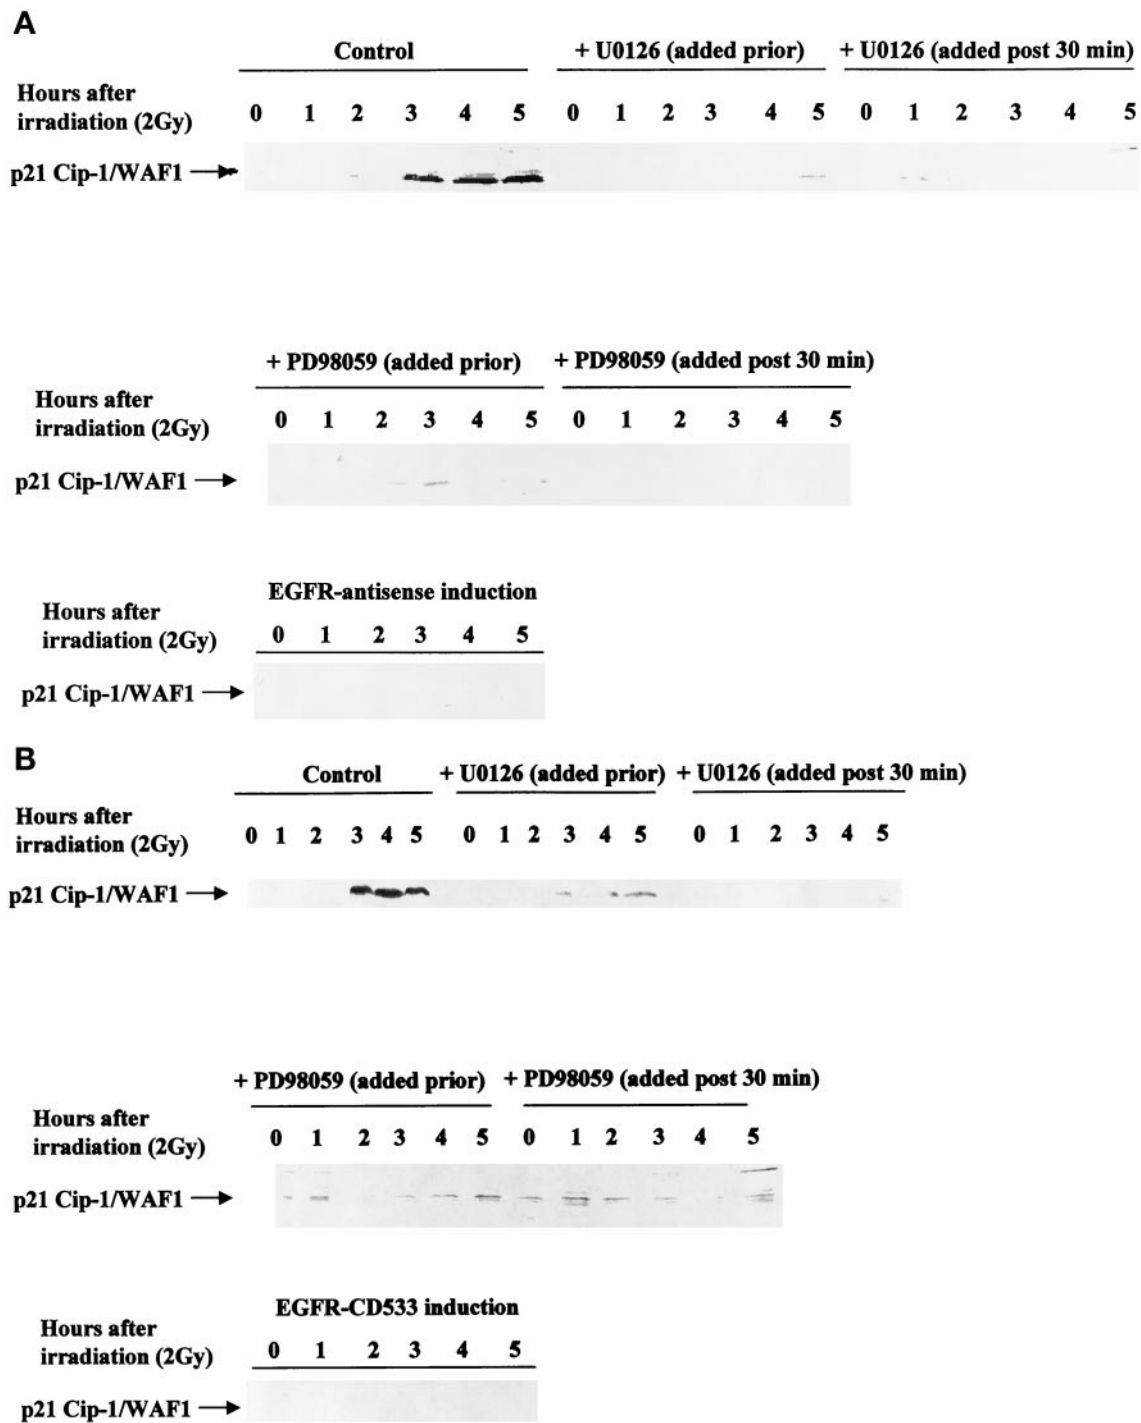 A
Control
+ U0126 (added prior)
+ U0126 (added post 30 min)
Hours after
irradiation (2Gy)
0 1 2 3 4 5 0 1 2 3 4 5 0 1 2 3 4 5
p21 Cip-1/WAF1
+ PD98059 (added prior)
+ PD98059 (added post 30 min)
Hours after
irradiation (2Gy)
0 1 2 3 4 5 0 1 2 3 4 5
p21 Cip-1/WAF1
EGFR-antisense induction
Hours after
irradiation (2Gy)
0 1 2 3 4 5
p21 Cip-1/WAF1
B
Control
+ U0126 (added prior)
+ U0126 (added post 30 min)
Hours after
irradiation (2Gy)
0 1 2 3 4 5 0 1 2 3 4 5 0 1 2 3 4 5
p21 Cip-1/WAF1
+ PD98059 (added prior)
+ PD98059 (added post 30 min)
Hours after
irradiation (2Gy)
0 1 2 3 4 5 0 1 2 3 4 5
p21 Cip-1/WAF1
EGFR-CD533 induction
Hours after
irradiation (2Gy)
0 1 2 3 4 5
p21 Cip-1/WAF1